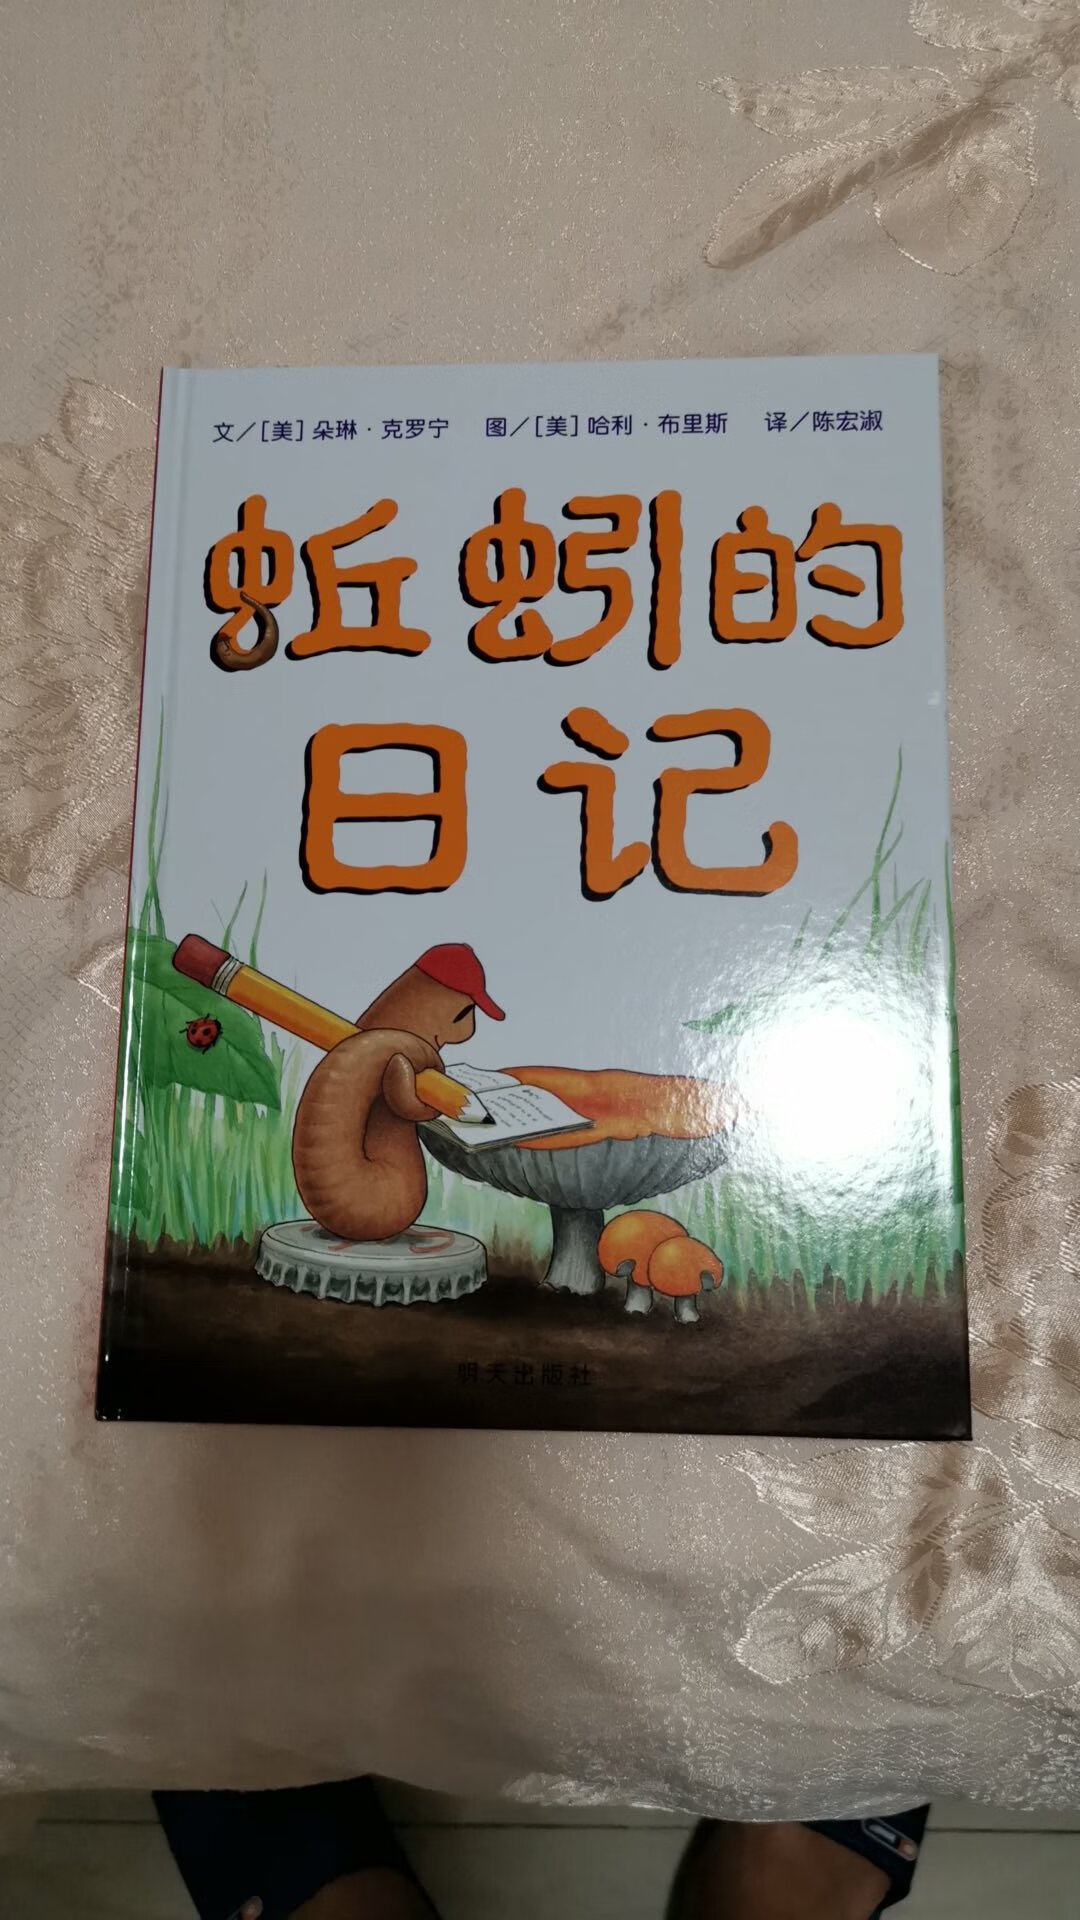 文／[美] 朵琳·克罗宁 图／[美] 哈利·布里斯 译／陈宏淑
蚯蚓的
日记
明天出版社